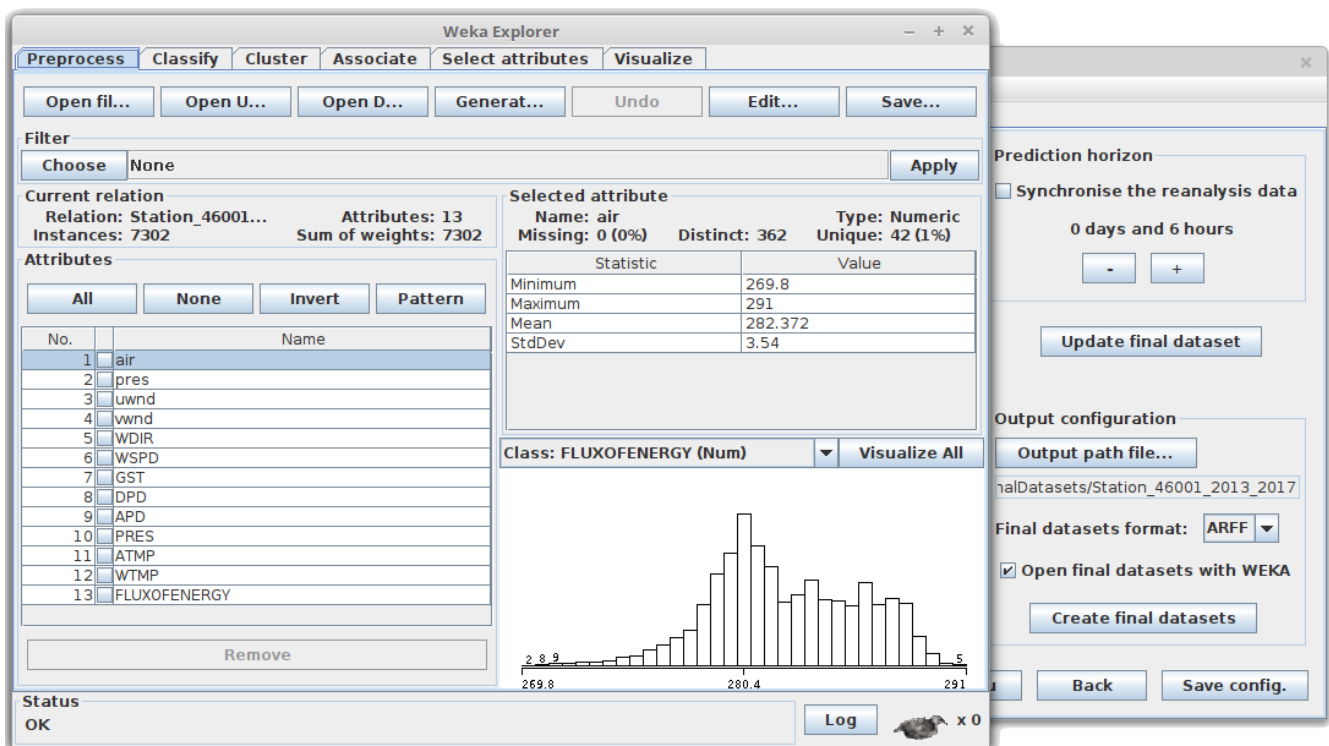 Weka Explorer
Preprocess Classify Cluster Associate Select attributes Visualize
Open fil... Open U... Open D... Generat... Undo Edit... Save...
Filter
Choose None Apply
Current relation
Relation: Station_46001... Attributes: 13
Instances: 7302 Sum of weights: 7302
Attributes
All None Invert Pattern
No. Name
1 air
2 pres
3 uwnd
4 vwnd
5 WDIR
6 WSPD
7 GST
8 DPD
9 APD
10 PRES
11 ATMP
12 WTMP
13 FLUXOFENERGY
Remove
Selected attribute
Name: air Type: Numeric
Missing: 0 (0%) Distinct: 362 Unique: 42 (1%)
Statistic Value
Minimum 269.8
Maximum 291
Mean 282.372
StdDev 3.54
Class: FLUXOFENERGY (Num) Visualize All
2 8 9 5
269.8 280.4 291
Status
OK
Log x 0
Prediction horizon
Synchronise the reanalysis data
0 days and 6 hours
- +
Update final dataset
Output configuration
Output path file...
nalDatasets/Station_46001_2013_2017
Final datasets format: ARFF
Open final datasets with WEKA
Create final datasets
Back Save config.